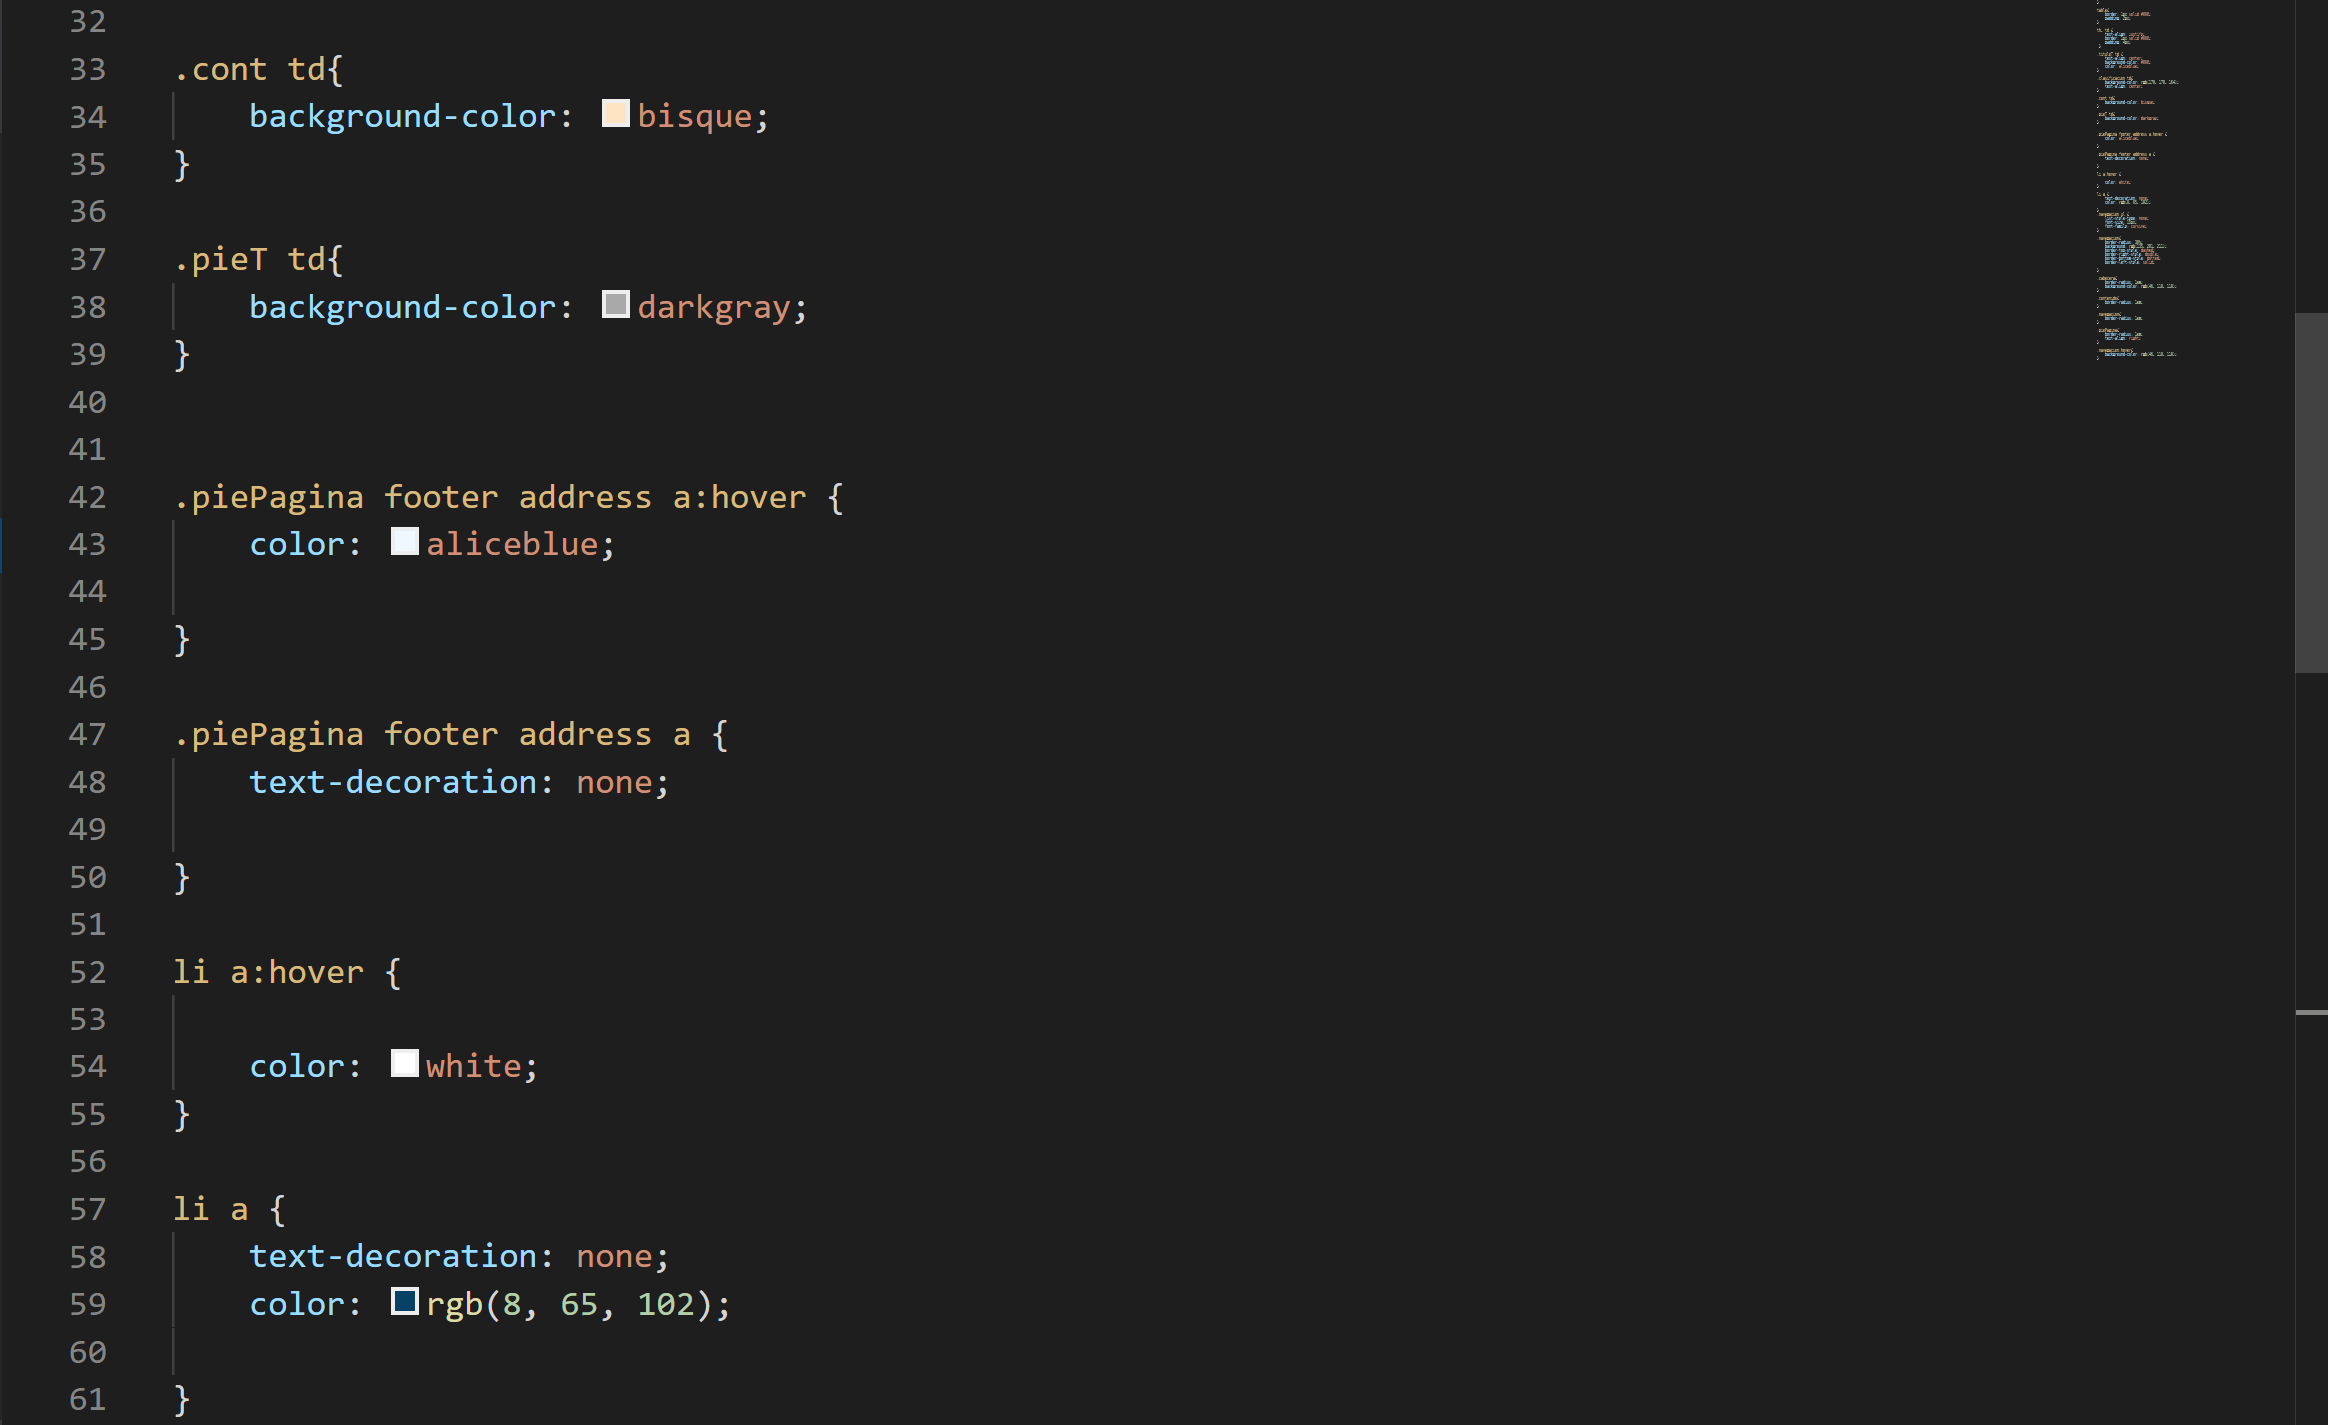 32
33 .cont td{
34 background-color: bisque;
35 }
36
37 .pieT td{
38 background-color: darkgray;
39 }
40
41
42 .piePagina footer address a:hover {
43 color: aliceblue;
44
45 }
46
47 .piePagina footer address a {
48 text-decoration: none;
49
50 }
51
52 li a:hover {
53
54 color: white;
55 }
56
57 li a {
58 text-decoration: none;
59 color: rgb(8, 65, 102);
60
61 }